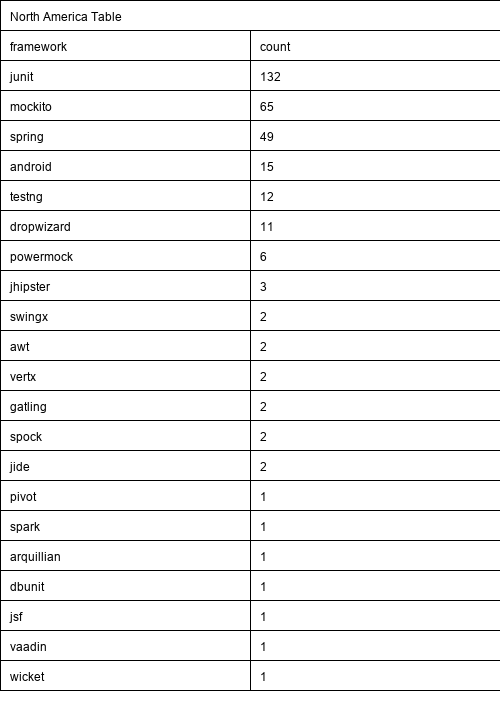 North America Table
framework count
junit 132
mockito 65
spring 49
android 15
testng 12
dropwizard 11
powermock 6
jhipster 3
swingx 2
awt 2
vertx 2
gatling 2
spock 2
jide 2
pivot 1
spark 1
arquillian 1
dbunit 1
jsf 1
vaadin 1
wicket 1